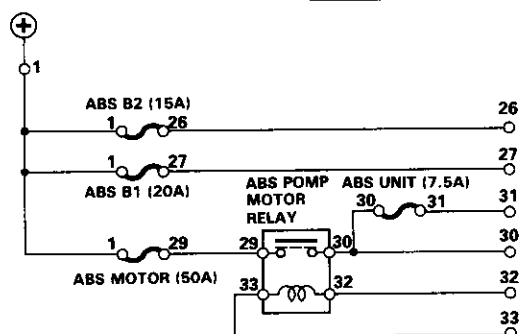 +
1
ABS B2 (15A)
1 26 26
1 27 27
ABS B1 (20A)
ABS POMP MOTOR RELAY
ABS UNIT (7.5A)
30 31 31
1 29 29 30 30
ABS MOTOR (50A)
33 32 32
33